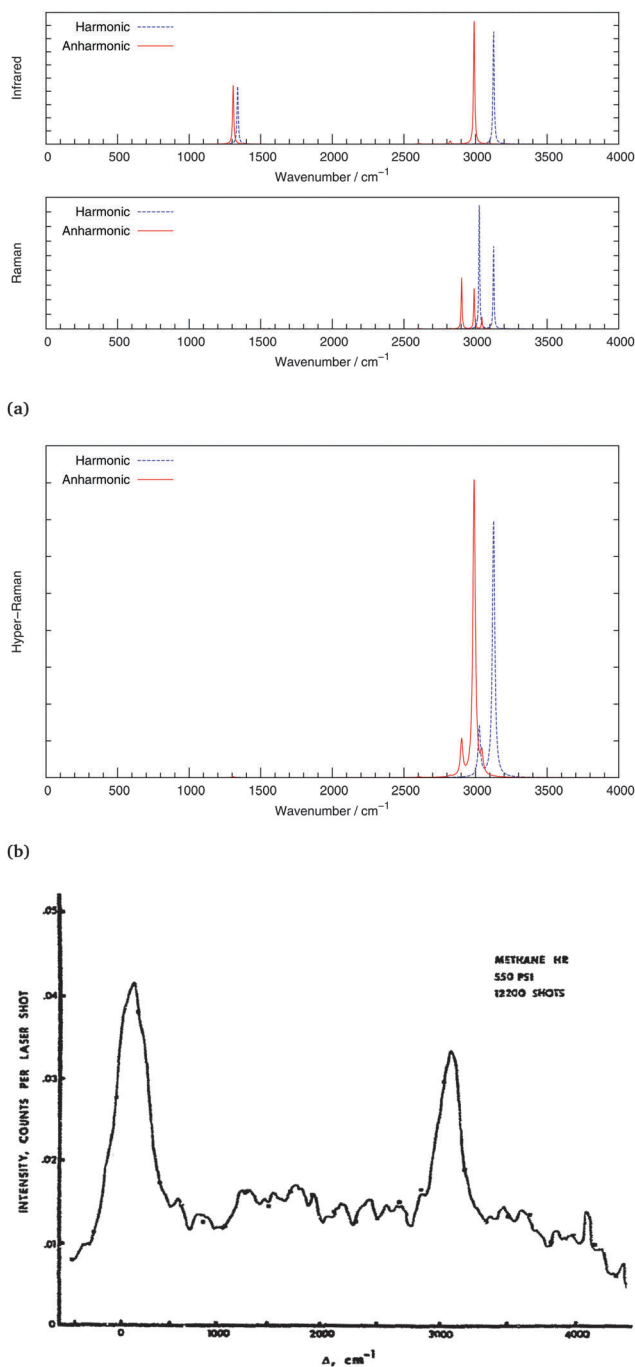 Harmonic
Anharmonic
Infrared
0 500 1000 1500 2000 2500 3000 3500 4000
Wavenumber / cm⁻¹
Harmonic
Anharmonic
Raman
0 500 1000 1500 2000 2500 3000 3500 4000
Wavenumber / cm⁻¹
(a)
Harmonic
Anharmonic
Hyper−Raman
0 500 1000 1500 2000 2500 3000 3500 4000
Wavenumber / cm⁻¹
(b)
.05
METHANE HR
550 PSI
12200 SHOTS
.04
.03
INTENSITY, COUNTS PER LASER SHOT
.02
.01
0
0 1000 2000 3000 4000
Δ, cm⁻¹